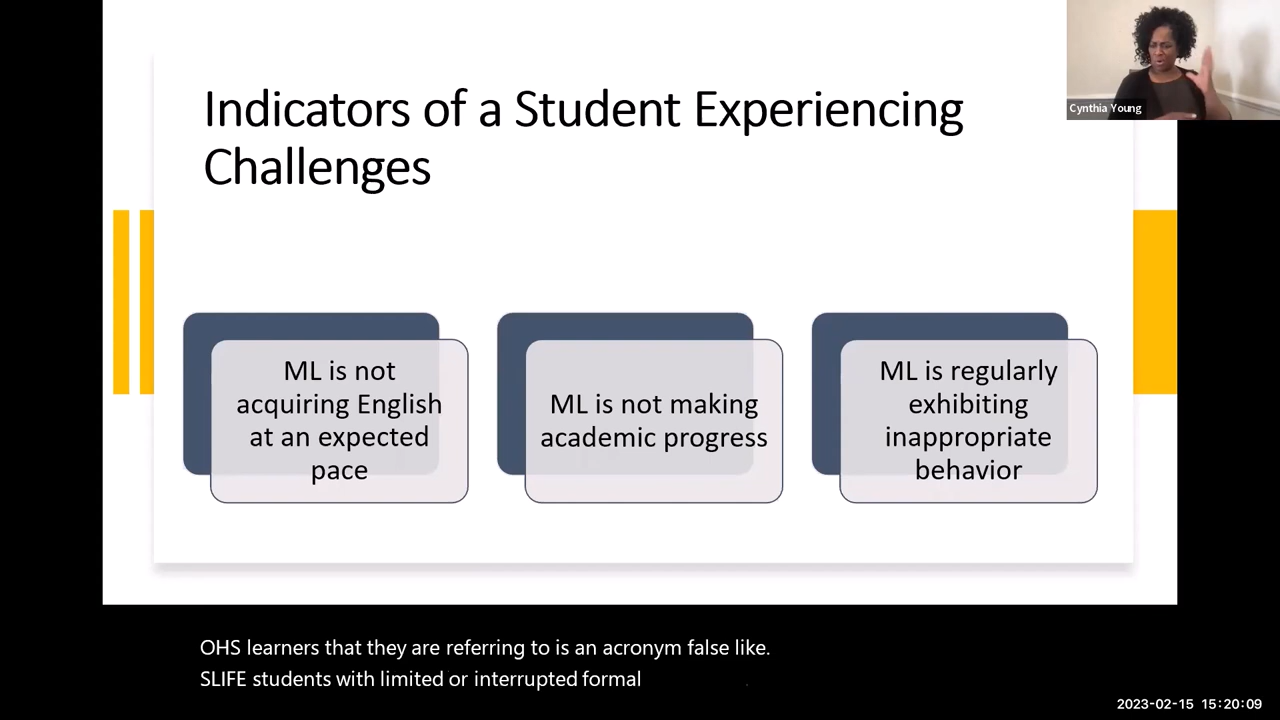 Indicators of a Student Experiencing
Challenges
Cynthia Young
ML is not
acquiring English
at an expected
pace
ML is not making
academic progress
ML is regularly
exhibiting
inappropriate
behavior
OHS learners that they are referring to is an acronym false like.
SLIFE students with limited or interrupted formal
2023-02-15 15:20:09